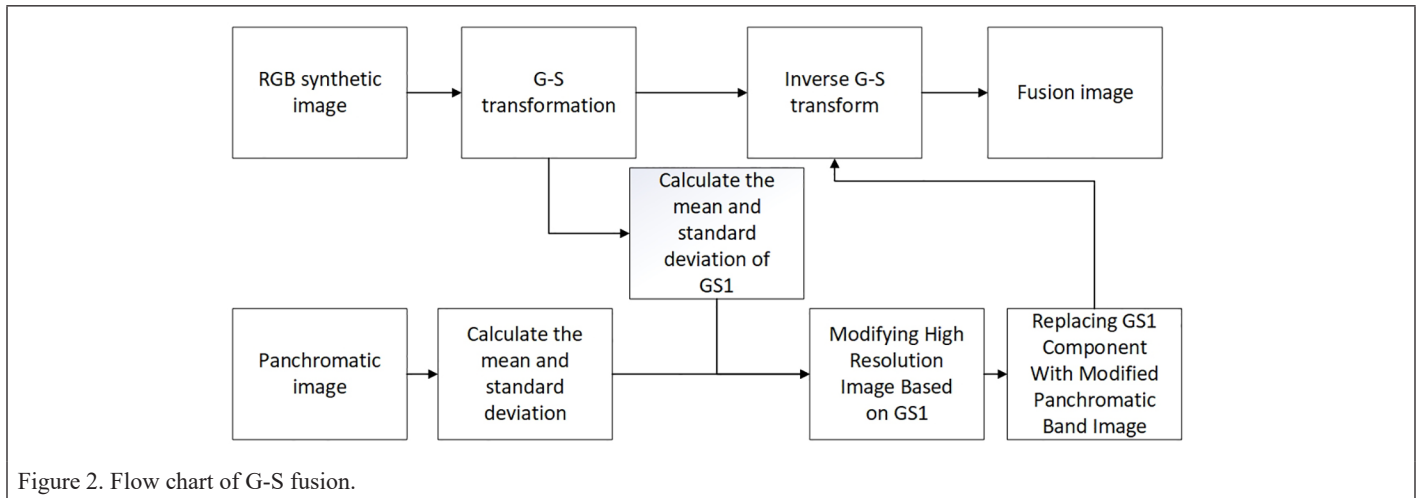 RGB synthetic
image
G-S
transformation
Inverse G-S
transform
Fusion image
Calculate the
mean and
standard
deviation of
GS1
Panchromatic
image
Calculate the
mean and
standard
deviation
Modifying High
Resolution
Image Based
on GS1
Replacing GS1
Component
With Modified
Panchromatic
Band Image
Figure 2. Flow chart of G-S fusion.